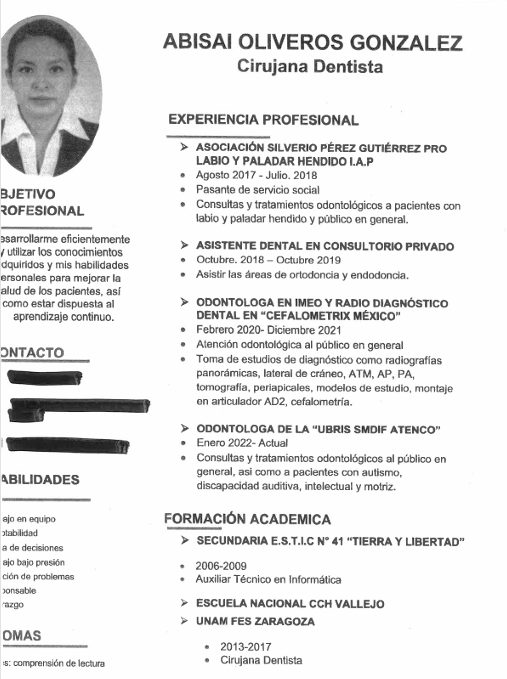 ABISAI OLIVEROS GONZALEZ
Cirujana Dentista
EXPERIENCIA PROFESIONAL
➢ ASOCIACIÓN SILVERIO PÉREZ GUTIÉRREZ PRO
LABIO Y PALADAR HENDIDO I.A.P
• Agosto 2017 - Julio. 2018
• Pasante de servicio social
• Consultas y tratamientos odontológicos a pacientes con
labio y paladar hendido y público en general.
➢ ASISTENTE DENTAL EN CONSULTORIO PRIVADO
• Octubre. 2018 – Octubre 2019
• Asistir las áreas de ortodoncia y endodoncia.
➢ ODONTOLOGA EN IMEO Y RADIO DIAGNÓSTICO
DENTAL EN “CEFALOMETRIX MÉXICO”
• Febrero 2020- Diciembre 2021
• Atención odontológica al público en general
• Toma de estudios de diagnóstico como radiografías
panorámicas, lateral de cráneo, ATM, AP, PA,
tomografía, periapicales, modelos de estudio, montaje
en articulador AD2, cefalometría.
➢ ODONTOLOGA DE LA “UBRIS SMDIF ATENCO”
• Enero 2022- Actual
• Consultas y tratamientos odontológicos al público en
general, asi como a pacientes con autismo,
discapacidad auditiva, intelectual y motriz.
FORMACIÓN ACADEMICA
➢ SECUNDARIA E.S.T.I.C N° 41 “TIERRA Y LIBERTAD”
• 2006-2009
• Auxiliar Técnico en Informática
➢ ESCUELA NACIONAL CCH VALLEJO
➢ UNAM FES ZARAGOZA
• 2013-2017
• Cirujana Dentista
BJETIVO
ROFESIONAL
esarrollarme eficientemente
y utilizar los conocimientos
dquiridos y mis habilidades
ersonales para mejorar la
alud de los pacientes, así
como estar dispuesta al
aprendizaje continuo.
ONTACTO
ABILIDADES
ajo en equipo
otabilidad
a de decisiones
ajo bajo presión
ción de problemas
ponsable
razgo
OMAS
s: comprensión de lectura